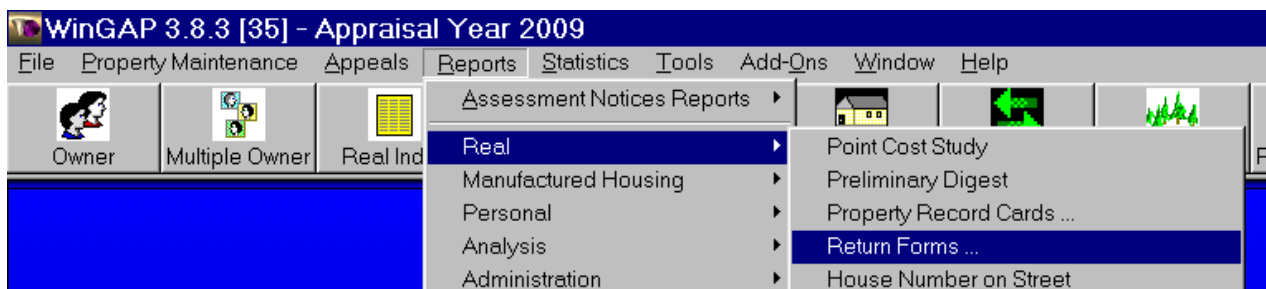 WinGAP 3.8.3 [35] - Appraisal Year 2009
File Property Maintenance Appeals Reports Statistics Tools Add-Ons Window Help
Owner Multiple Owner Real Ind
Assessment Notices Reports
Real
Manufactured Housing
Personal
Analysis
Administration
Point Cost Study
Preliminary Digest
Property Record Cards ...
Return Forms ...
House Number on Street